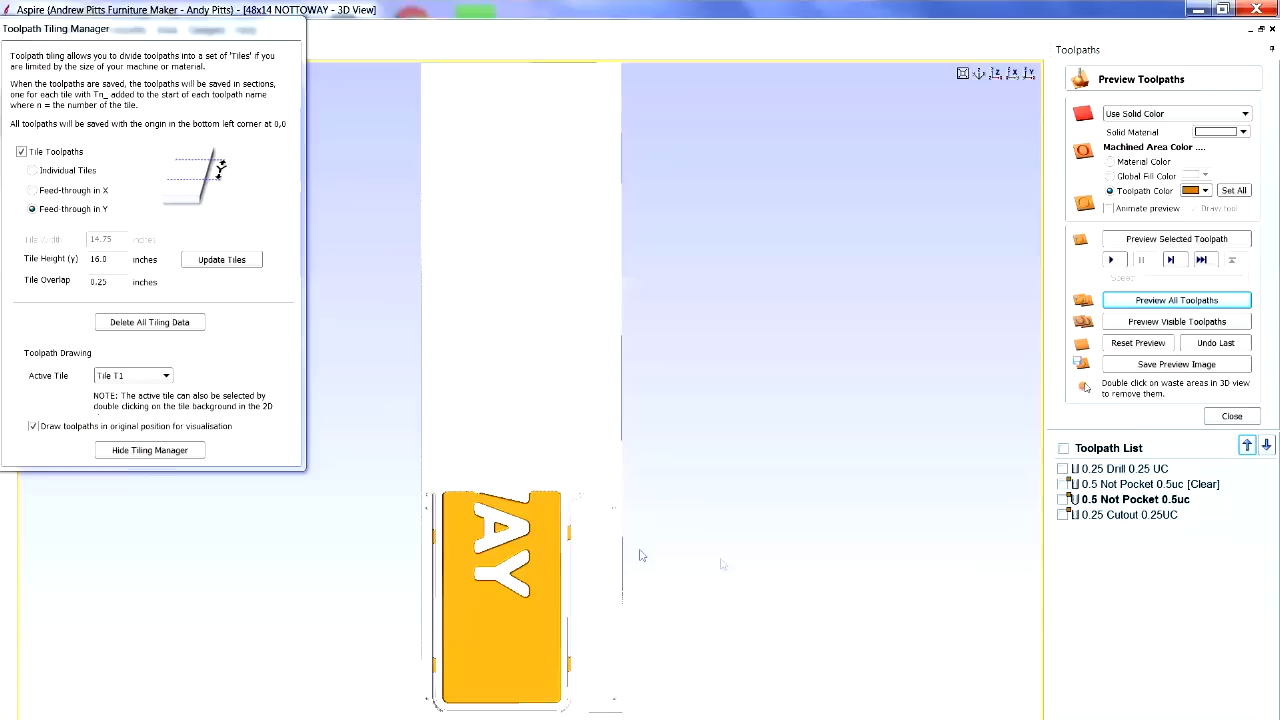 Aspire (Andrew Pitts Furniture Maker - Andy Pitts) - [48x14 NOTTOWAY - 3D View]
Toolpath Tiling Manager
Toolpath tiling allows you to divide toolpaths into a set of 'Tiles' if you
are limited by the size of your machine or material.
When the toolpaths are saved, the toolpaths will be saved in sections,
one for each tile with Tn_ added to the start of each toolpath name
where n = the number of the tile.
All toolpaths will be saved with the origin in the bottom left corner at 0,0
Tile Toolpaths
Individual Tiles
Feed-through in X
Feed-through in Y
Y
Tile Width 14.75 inches
Tile Height (y) 16.0 inches
Update Tiles
Tile Overlap 0.25 inches
Delete All Tiling Data
Toolpath Drawing
Active Tile Tile T1
NOTE: The active tile can also be selected by
double clicking on the tile background in the 2D
Draw toolpaths in original position for visualisation
Hide Tiling Manager
WAY
Toolpaths
Preview Toolpaths
Use Solid Color
Solid Material
Machined Area Color ....
Material Color
Global Fill Color
Toolpath Color
Set All
Animate preview
Draw tool
Preview Selected Toolpath
Speed
Preview All Toolpaths
Preview Visible Toolpaths
Reset Preview
Undo Last
Save Preview Image
Double click on waste areas in 3D view
to remove them.
Close
Toolpath List
0.25 Drill 0.25 UC
0.5 Not Pocket 0.5uc [Clear]
0.5 Not Pocket 0.5uc
0.25 Cutout 0.25UC